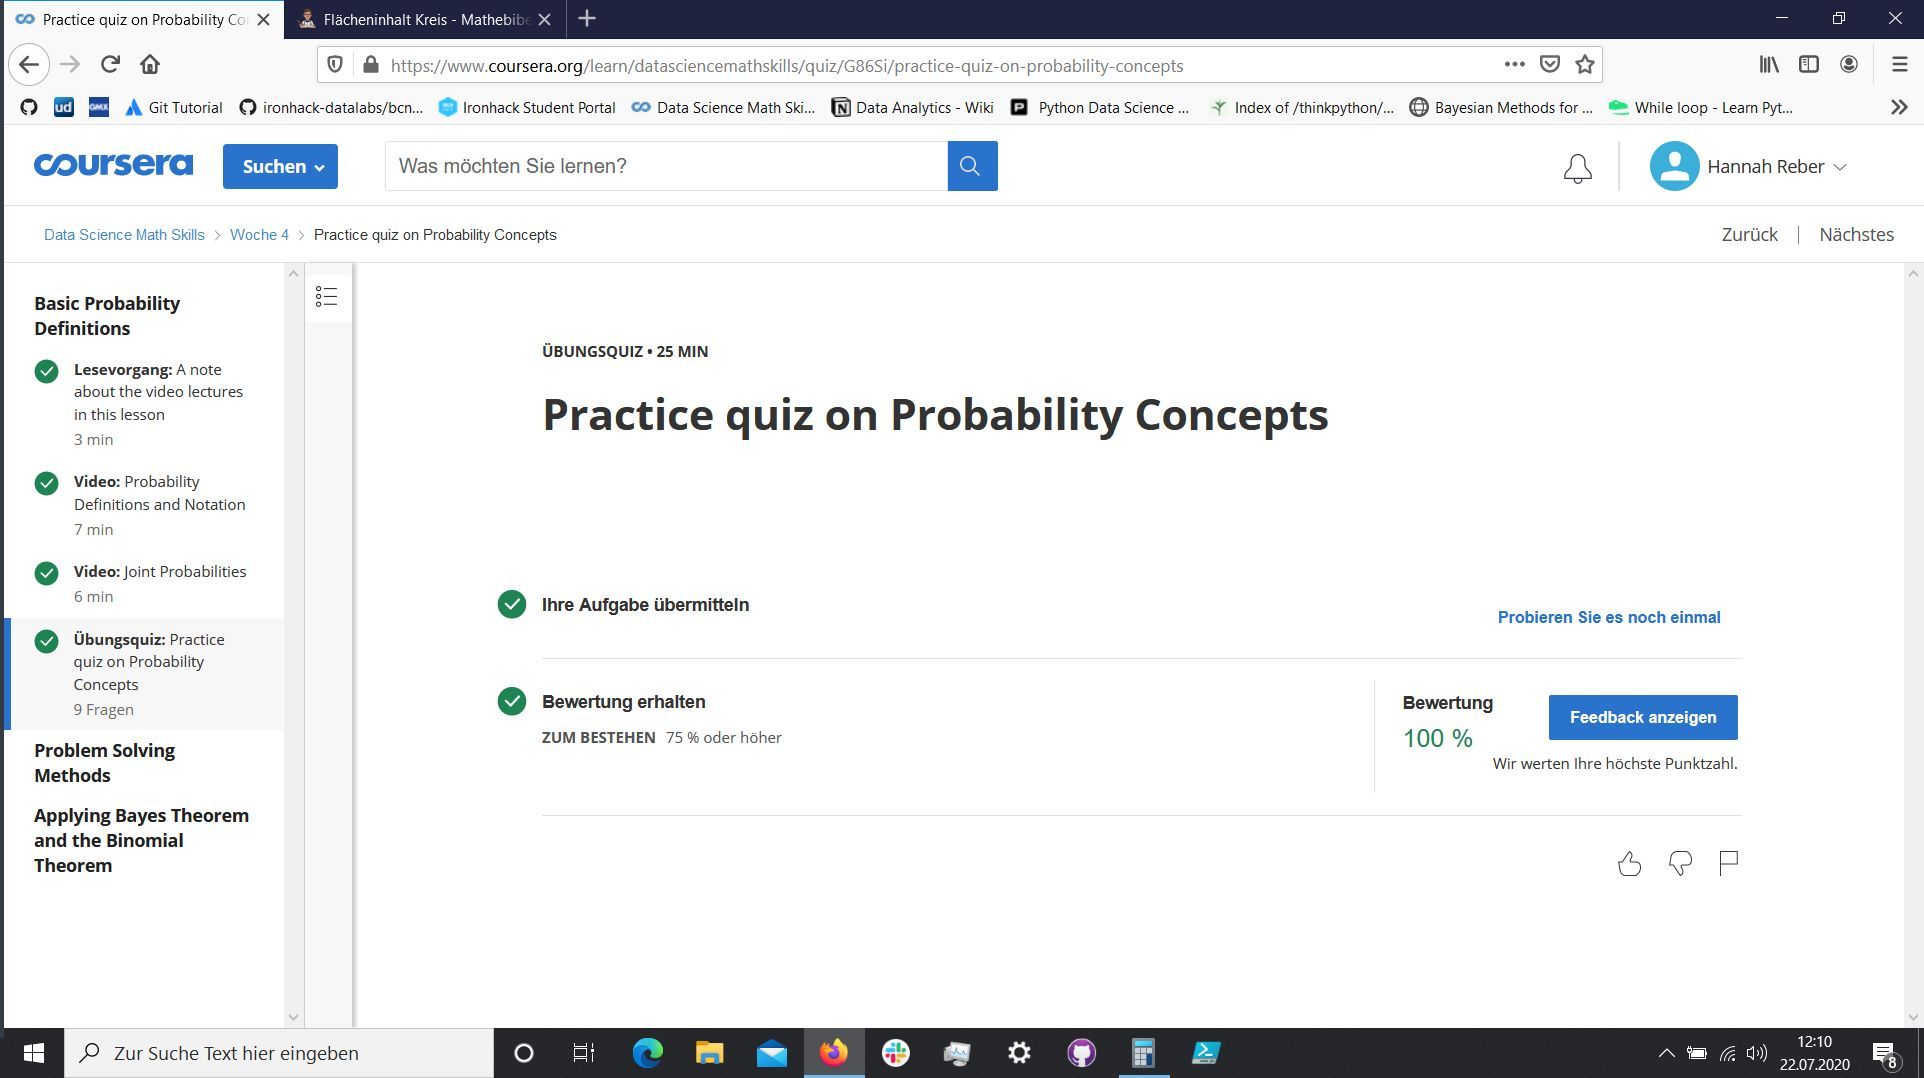 Practice quiz on Probability Co
Flächeninhalt Kreis - Mathebibe
https://www.coursera.org/learn/datasciencemathskills/quiz/G86Si/practice-quiz-on-probability-concepts
ud
GMX
Git Tutorial
ironhack-datalabs/bcn...
Ironhack Student Portal
Data Science Math Ski...
Data Analytics - Wiki
Python Data Science ...
Index of /thinkpython/...
Bayesian Methods for ...
While loop - Learn Pyt...
coursera
Suchen
Was möchten Sie lernen?
Hannah Reber
Data Science Math Skills > Woche 4 > Practice quiz on Probability Concepts
Zurück | Nächstes
Basic Probability
Definitions
Lesevorgang: A note
about the video lectures
in this lesson
3 min
Video: Probability
Definitions and Notation
7 min
Video: Joint Probabilities
6 min
Übungsquiz: Practice
quiz on Probability
Concepts
9 Fragen
Problem Solving
Methods
Applying Bayes Theorem
and the Binomial
Theorem
ÜBUNGSQUIZ • 25 MIN
Practice quiz on Probability Concepts
Ihre Aufgabe übermitteln
Probieren Sie es noch einmal
Bewertung erhalten
ZUM BESTEHEN 75 % oder höher
Bewertung
100 %
Feedback anzeigen
Wir werten Ihre höchste Punktzahl.
Zur Suche Text hier eingeben
12:10
22.07.2020
8